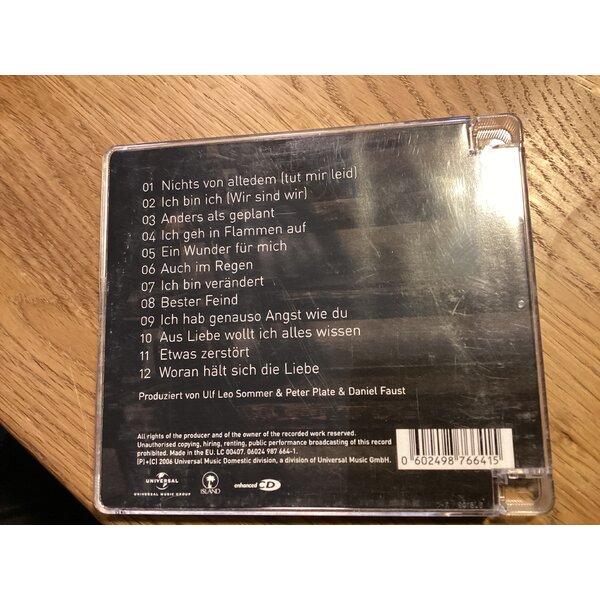 01 Nichts von alledem (tut mir leid)
02 Ich bin ich (Wir sind wir)
03 Anders als geplant
04 Ich geh in Flammen auf
05 Ein Wunder für mich
06 Auch im Regen
07 Ich bin verändert
08 Bester Feind
09 Ich hab genauso Angst wie du
10 Aus Liebe wollt ich alles wissen
11 Etwas zerstört
12 Woran hält sich die Liebe
Produziert von Ulf Leo Sommer & Peter Plate & Daniel Faust
All rights of the producer and of the owner of the recorded work reserved.
Unauthorised copying, hiring, renting, public performance broadcasting of this record
prohibited. Made in the EU. LC 00407. 06024 987 664-1.
(P)+(C) 2006 Universal Music Domestic division, a division of Universal Music GmbH.
0 602498 766415
UNIVERSAL
UNIVERSAL MUSIC GROUP
ISLAND
enhanced CD